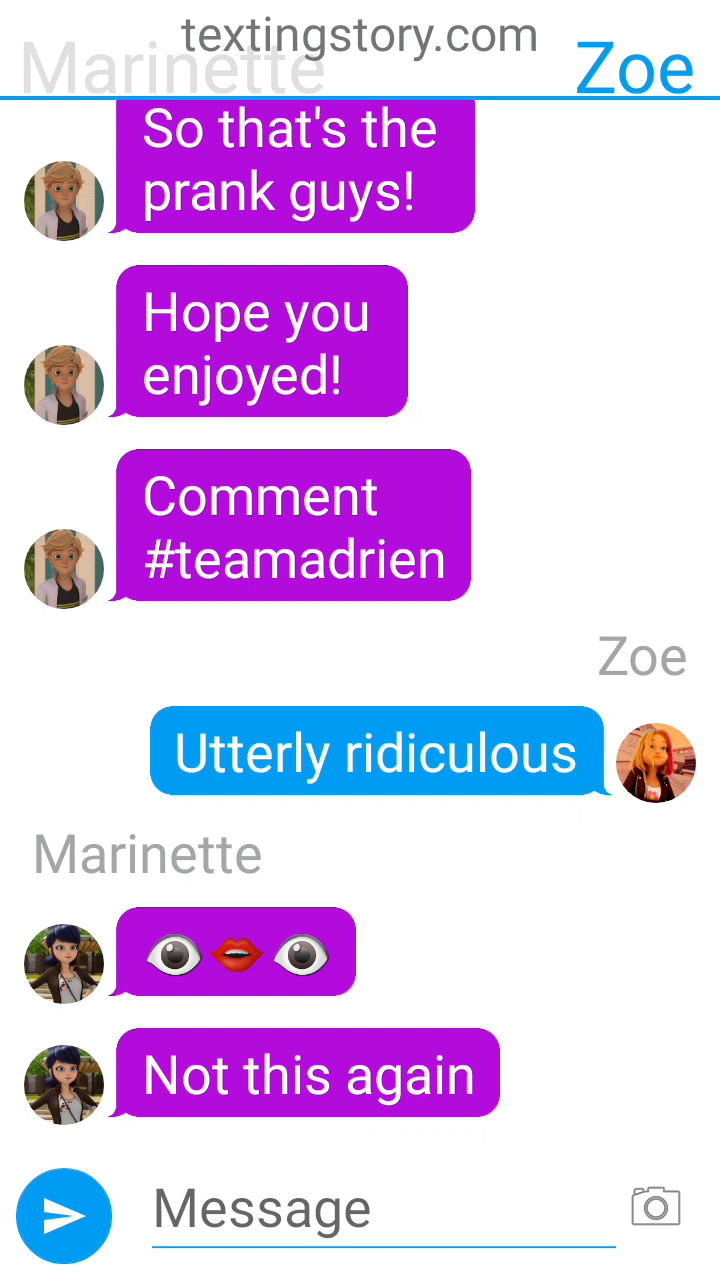 textingstory.com
Marinette
Zoe
So that's the
prank guys!
Hope you
enjoyed!
Comment
#teamadrien
Zoe
Utterly ridiculous
Marinette
👁👄👁
Not this again
Message